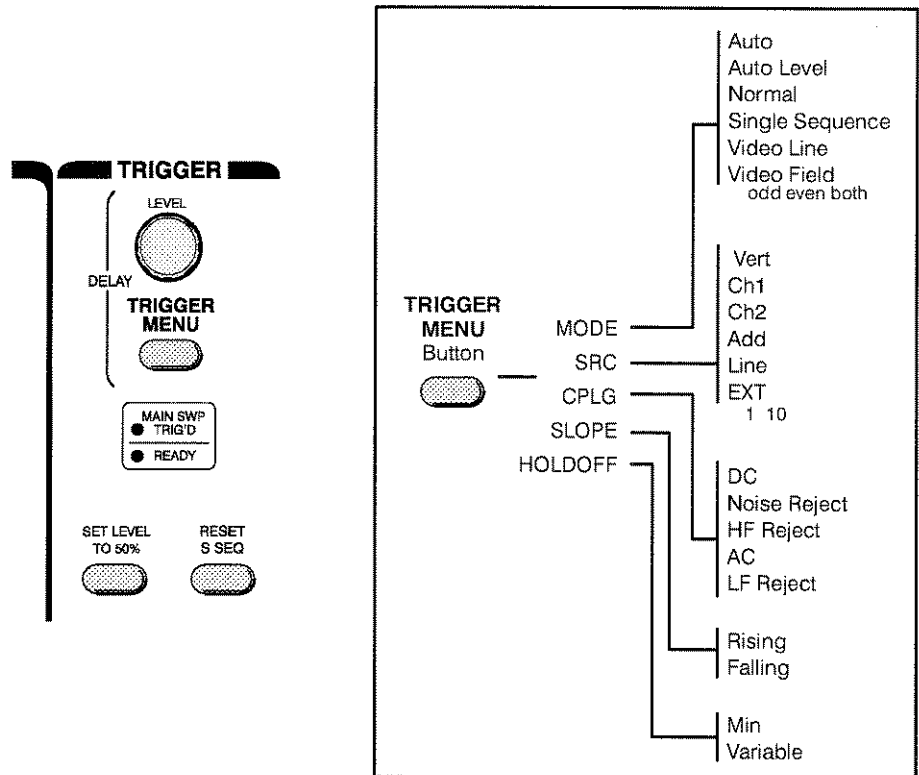 TRIGGER
LEVEL
DELAY
TRIGGER
MENU
MAIN SWP
TRIG'D
READY
SET LEVEL
TO 50%
RESET
S SEQ
TRIGGER
MENU
Button
MODE
SRC
CPLG
SLOPE
HOLDOFF
Auto
Auto Level
Normal
Single Sequence
Video Line
Video Field
odd even both
Vert
Ch1
Ch2
Add
Line
EXT
1 10
DC
Noise Reject
HF Reject
AC
LF Reject
Rising
Falling
Min
Variable